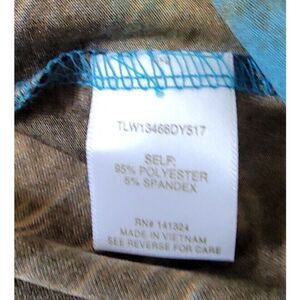 TLW13466DY517
SELF:
95% POLYESTER
5% SPANDEX
RN# 141324
MADE IN VIETNAM
SEE REVERSE FOR CARE